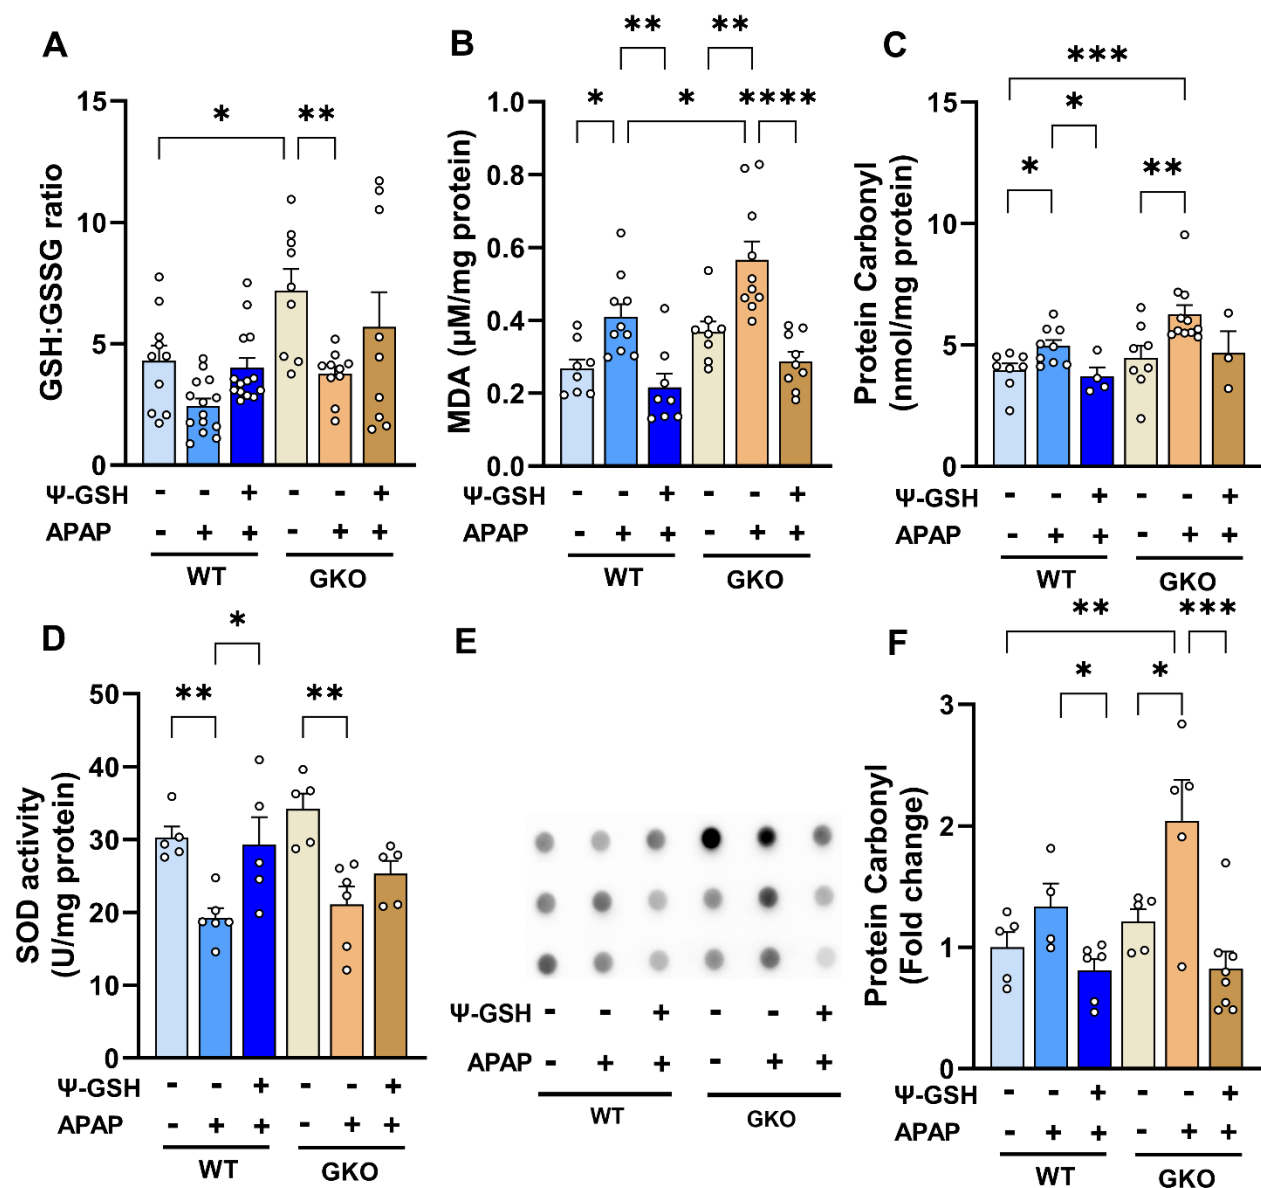 A
* **
15
10
5
0
GSH:GSSG ratio
Ψ-GSH - - + - - +
APAP - + + - + +
WT GKO
B
** **
* * ****
1.0
0.8
0.6
0.4
0.2
0.0
MDA (µM/mg protein)
Ψ-GSH - - + - - +
APAP - + + - + +
WT GKO
C
***
*
* **
15
10
5
0
Protein Carbonyl
(nmol/mg protein)
Ψ-GSH - - + - - +
APAP - + + - + +
WT GKO
D
*
** **
50
40
30
20
10
0
SOD activity
(U/mg protein)
Ψ-GSH - - + - - +
APAP - + + - + +
WT GKO
E
Ψ-GSH - - + - - +
APAP - + + - + +
WT GKO
F
** ***
* *
3
2
1
0
Protein Carbonyl
(Fold change)
Ψ-GSH - - + - - +
APAP - + + - + +
WT GKO